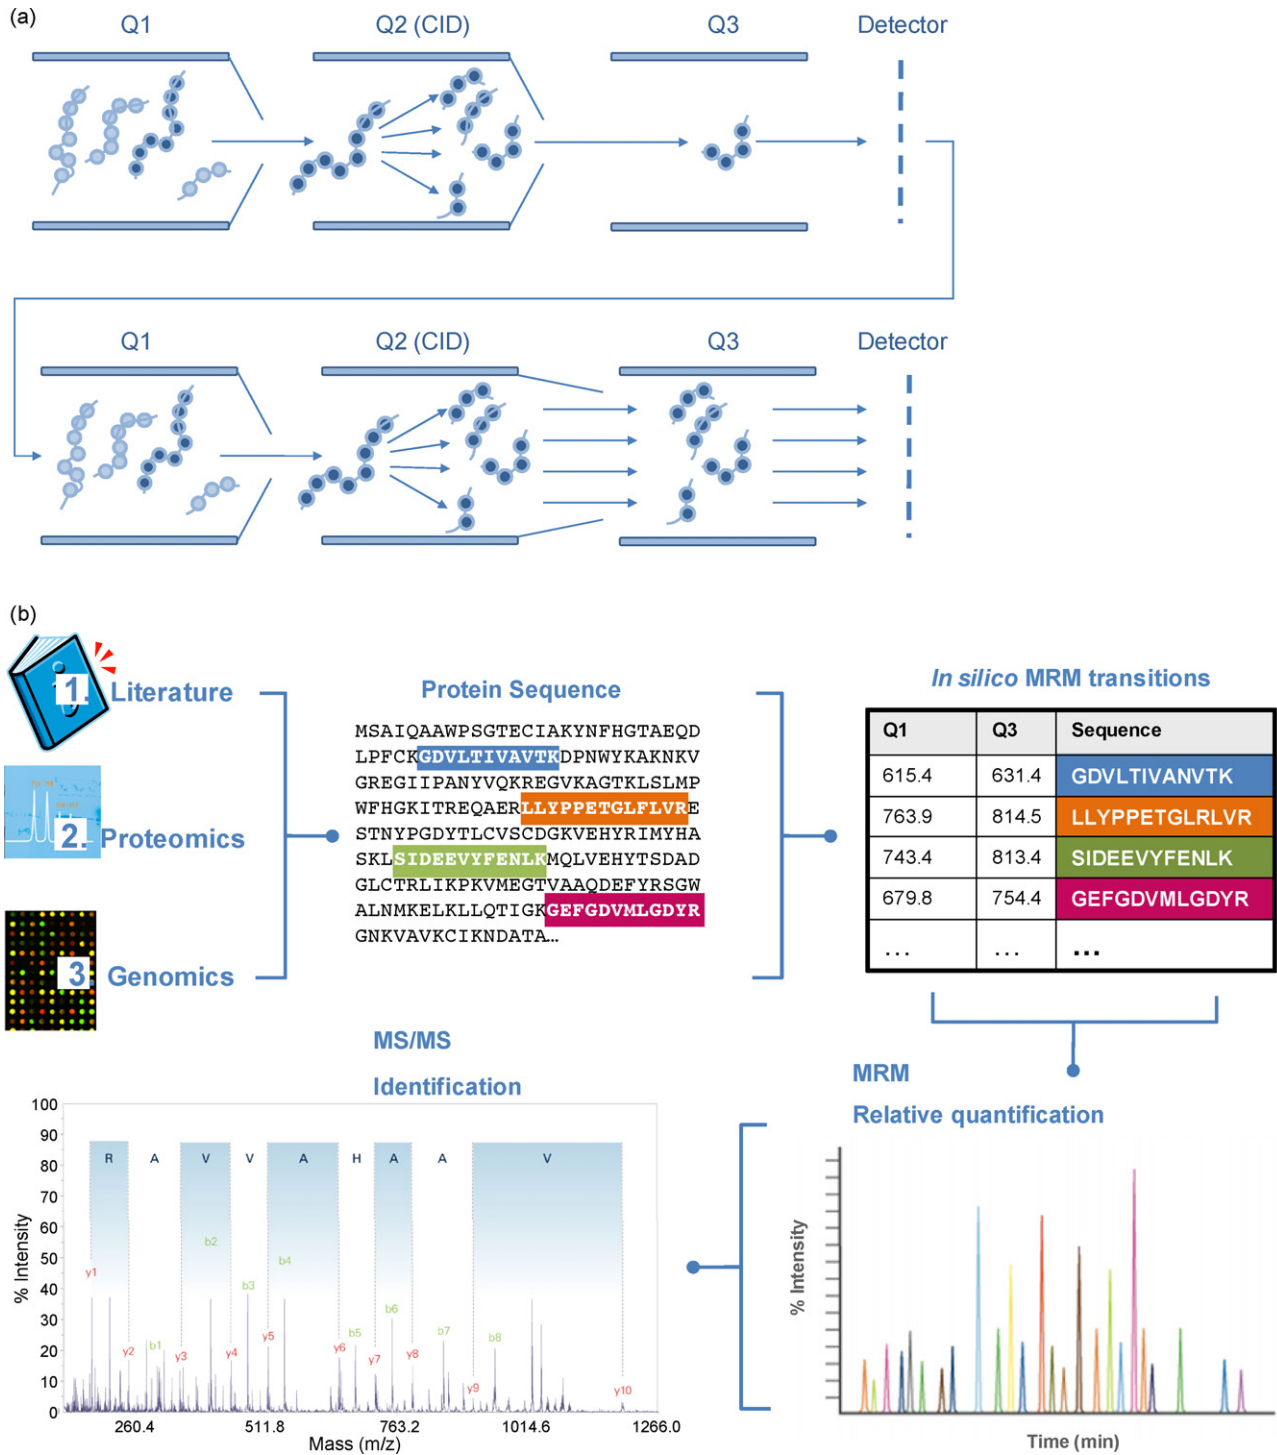 (a)
Q1 Q2 (CID) Q3 Detector
Q1 Q2 (CID) Q3 Detector
(b)
1. Literature
2. Proteomics
3 Genomics
Protein Sequence
MSAIQAAWPSGTECIAKYNFHGTAEQD
LPFCKGDVLTIVAVTKDPNWYKAKNKV
GREGIIPANYVQKREGVKAGTKLSLMP
WFHGKITREQAERLLYPPETGLFLVRE
STNYPGDYTLCVSCDGKVEHYRIMYHA
SKLSIDEEVYFENLKMQLVEHYTSDAD
GLCTRLIKPKVMEGTVAAQDEFYRSGW
ALNMKELKLLQTIGKGEFGDVMLGDYR
GNKVAVKCIKNDATA...
In silico MRM transitions
Q1 Q3 Sequence
615.4 631.4 GDVLTIVANVTK
763.9 814.5 LLYPPETGLRLVR
743.4 813.4 SIDEEVYFENLK
679.8 754.4 GEFGDVMLGDYR
... ... ...
MS/MS
Identification
100
90
80
70
60
50
40
30
20
10
0
% Intensity
R A V V A H A A V
y1 y2 y3 y4 y5 y6 y7 y8 y9 y10
b1 b2 b3 b4 b5 b6 b7 b8
260.4 511.8 763.2 1014.6 1266.0
Mass (m/z)
MRM
Relative quantification
% Intensity
Time (min)